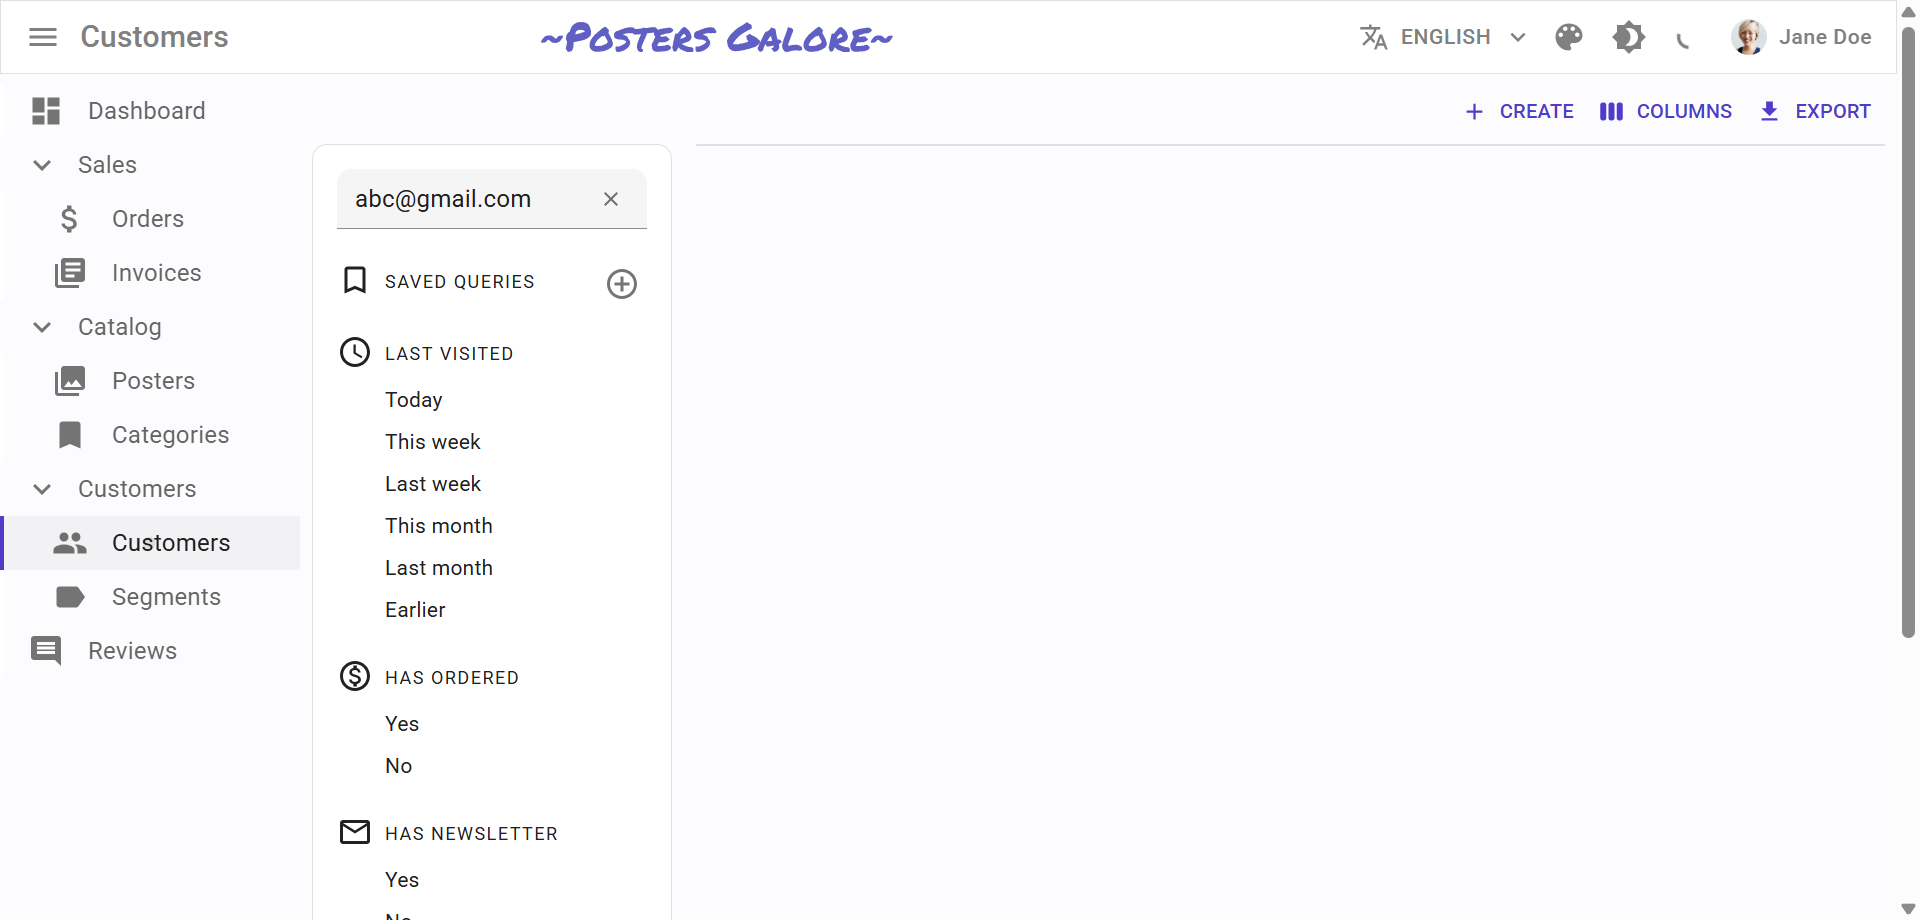 Customers
~Posters Galore~
ENGLISH
Jane Doe
CREATE
COLUMNS
EXPORT
Dashboard
Sales
Orders
Invoices
Catalog
Posters
Categories
Customers
Customers
Segments
Reviews
abc@gmail.com
SAVED QUERIES
LAST VISITED
Today
This week
Last week
This month
Last month
Earlier
HAS ORDERED
Yes
No
HAS NEWSLETTER
Yes
No